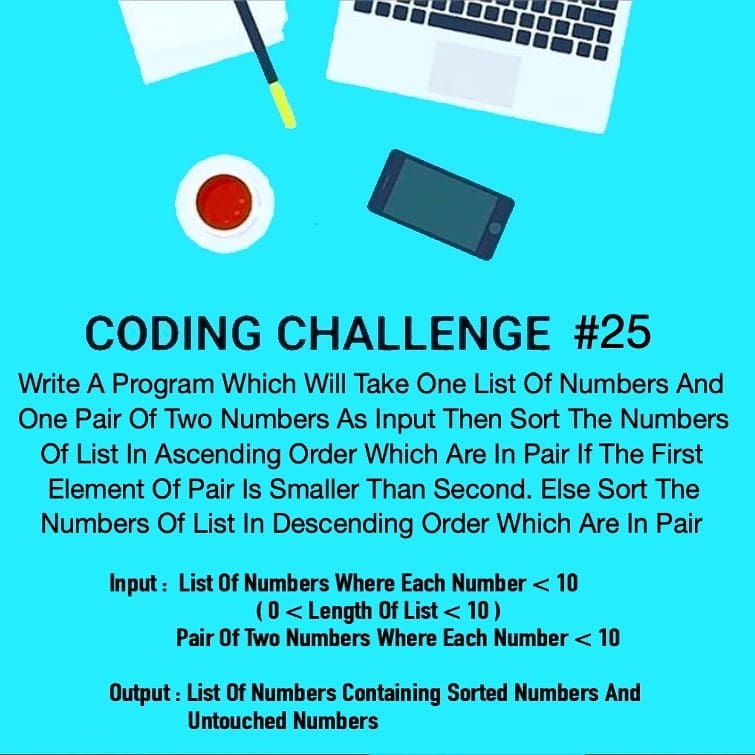 CODING CHALLENGE #25
Write A Program Which Will Take One List Of Numbers And
One Pair Of Two Numbers As Input Then Sort The Numbers
Of List In Ascending Order Which Are In Pair If The First
Element Of Pair Is Smaller Than Second. Else Sort The
Numbers Of List In Descending Order Which Are In Pair
Input : List Of Numbers Where Each Number < 10
( 0 < Length Of List < 10 )
Pair Of Two Numbers Where Each Number < 10
Output : List Of Numbers Containing Sorted Numbers And
Untouched Numbers